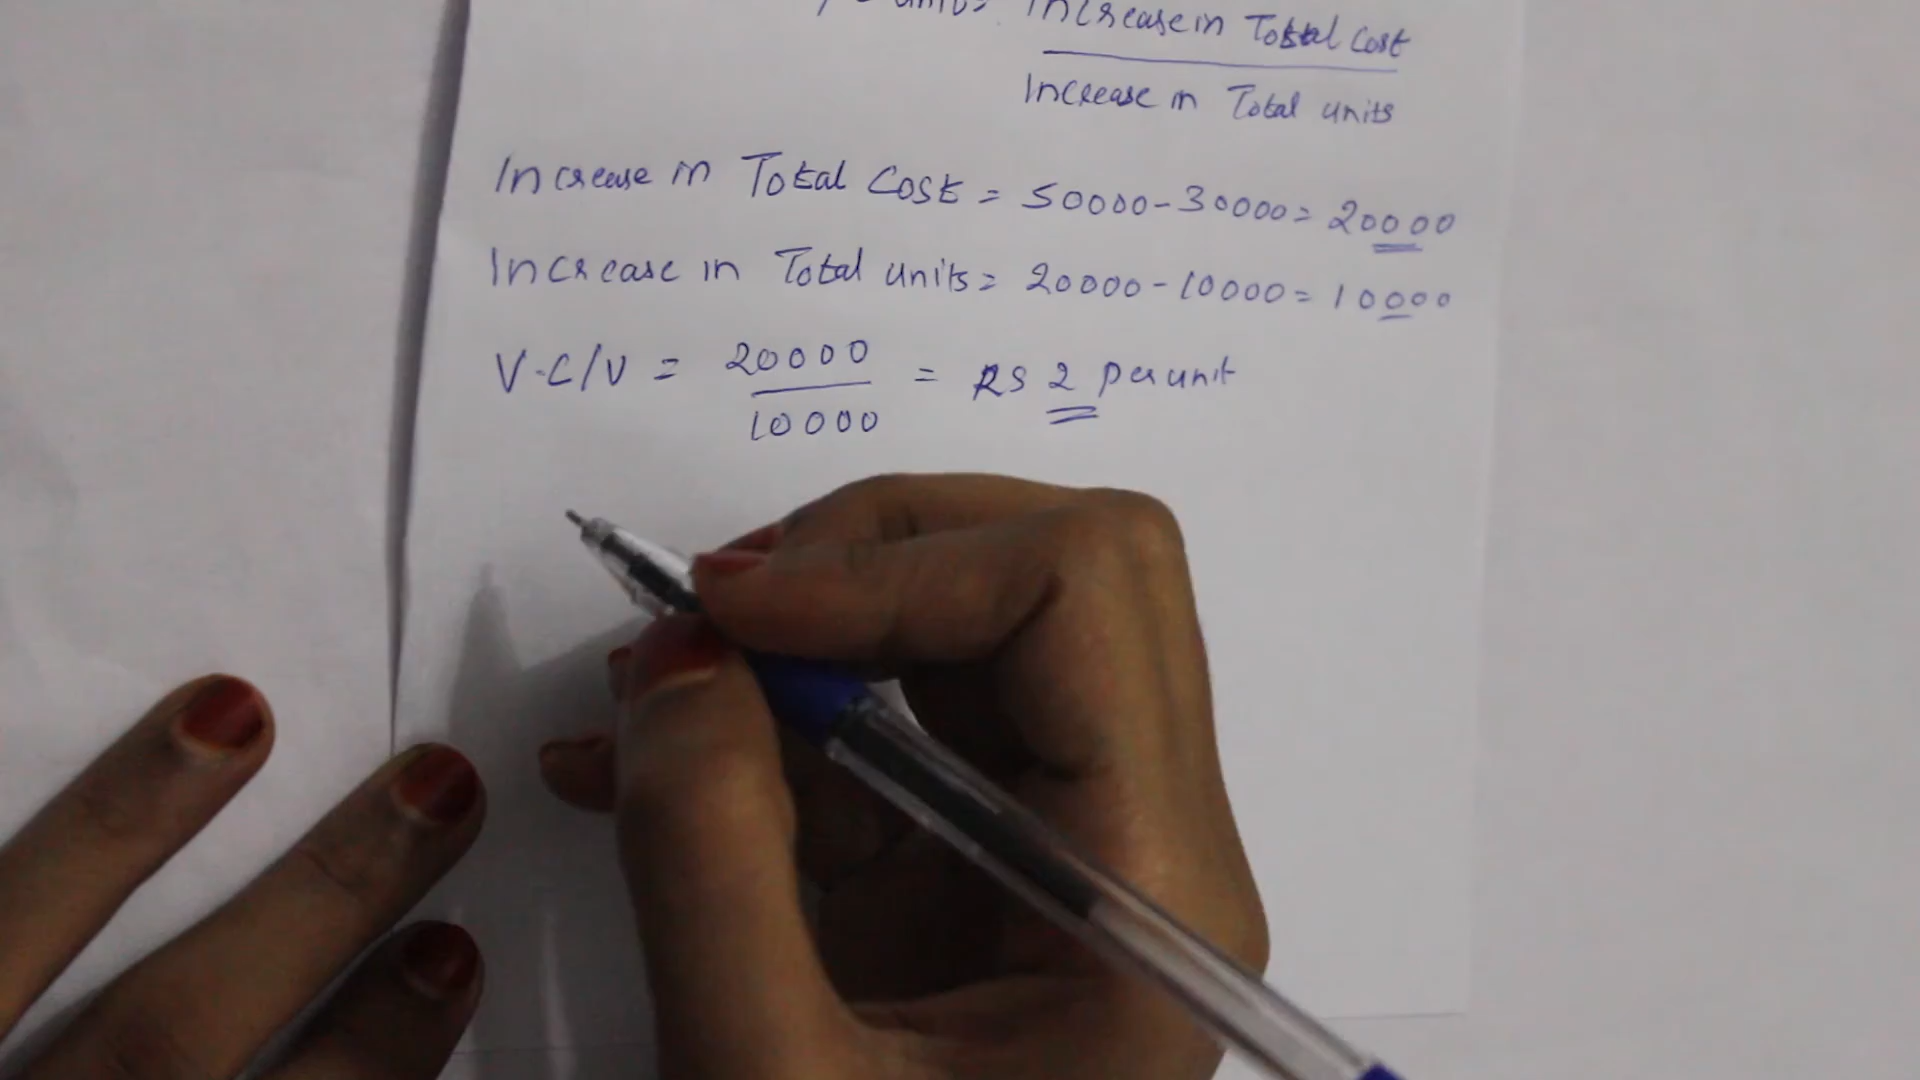 Increase in Total Cost
Increase in Total units
Increase in Total Cost = 50000-30000= 20000
Increase in Total units = 20000-10000= 10000
V.C/U = 20000 = RS 2 per unit
10000